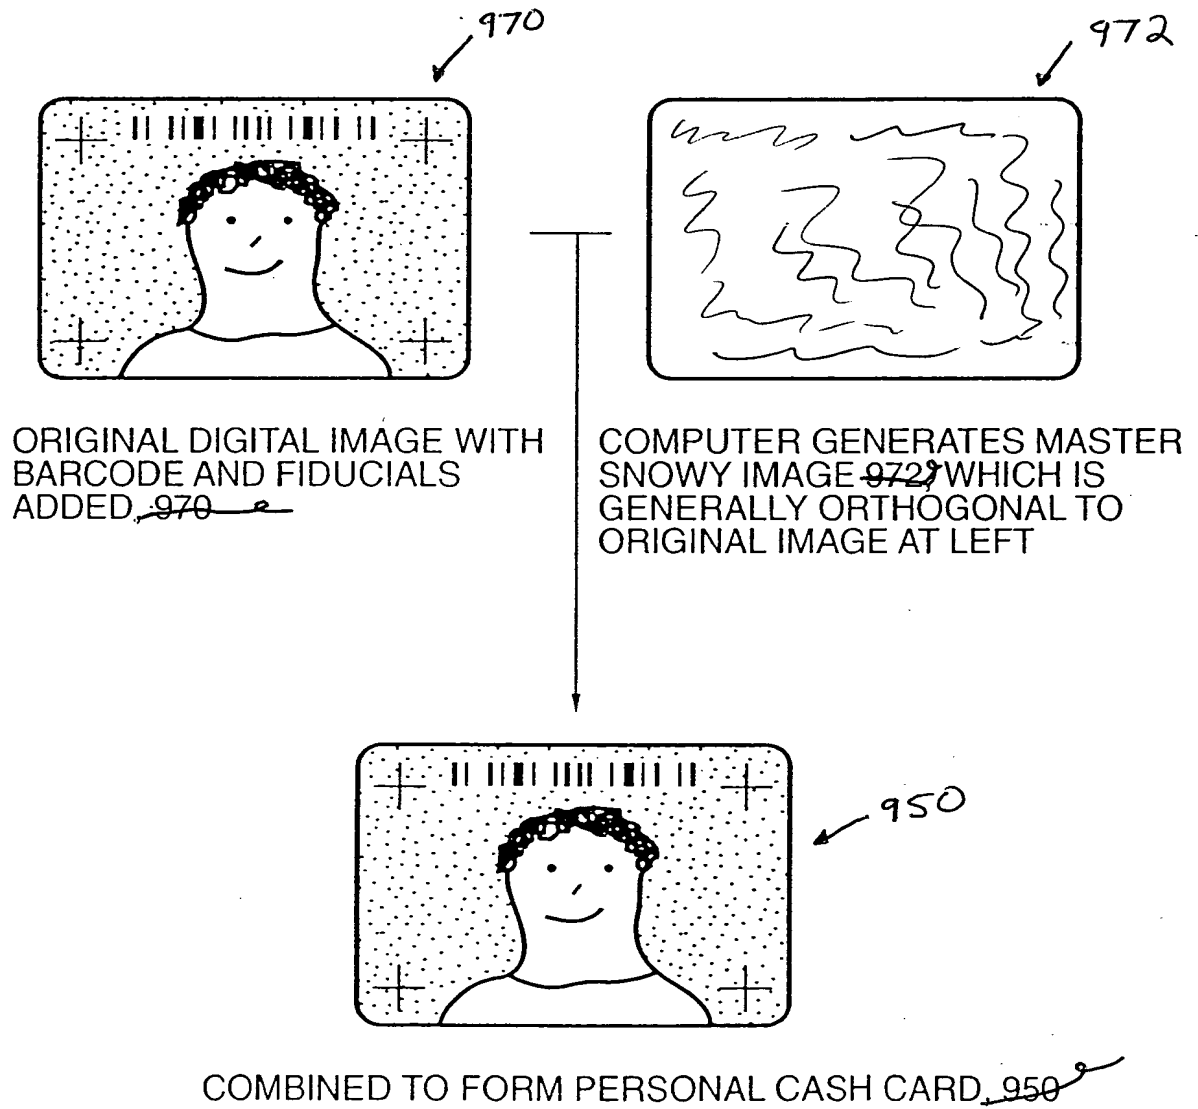 970
972
ORIGINAL DIGITAL IMAGE WITH
BARCODE AND FIDUCIALS
ADDED, 970
COMPUTER GENERATES MASTER
SNOWY IMAGE 972, WHICH IS
GENERALLY ORTHOGONAL TO
ORIGINAL IMAGE AT LEFT
950
COMBINED TO FORM PERSONAL CASH CARD, 950